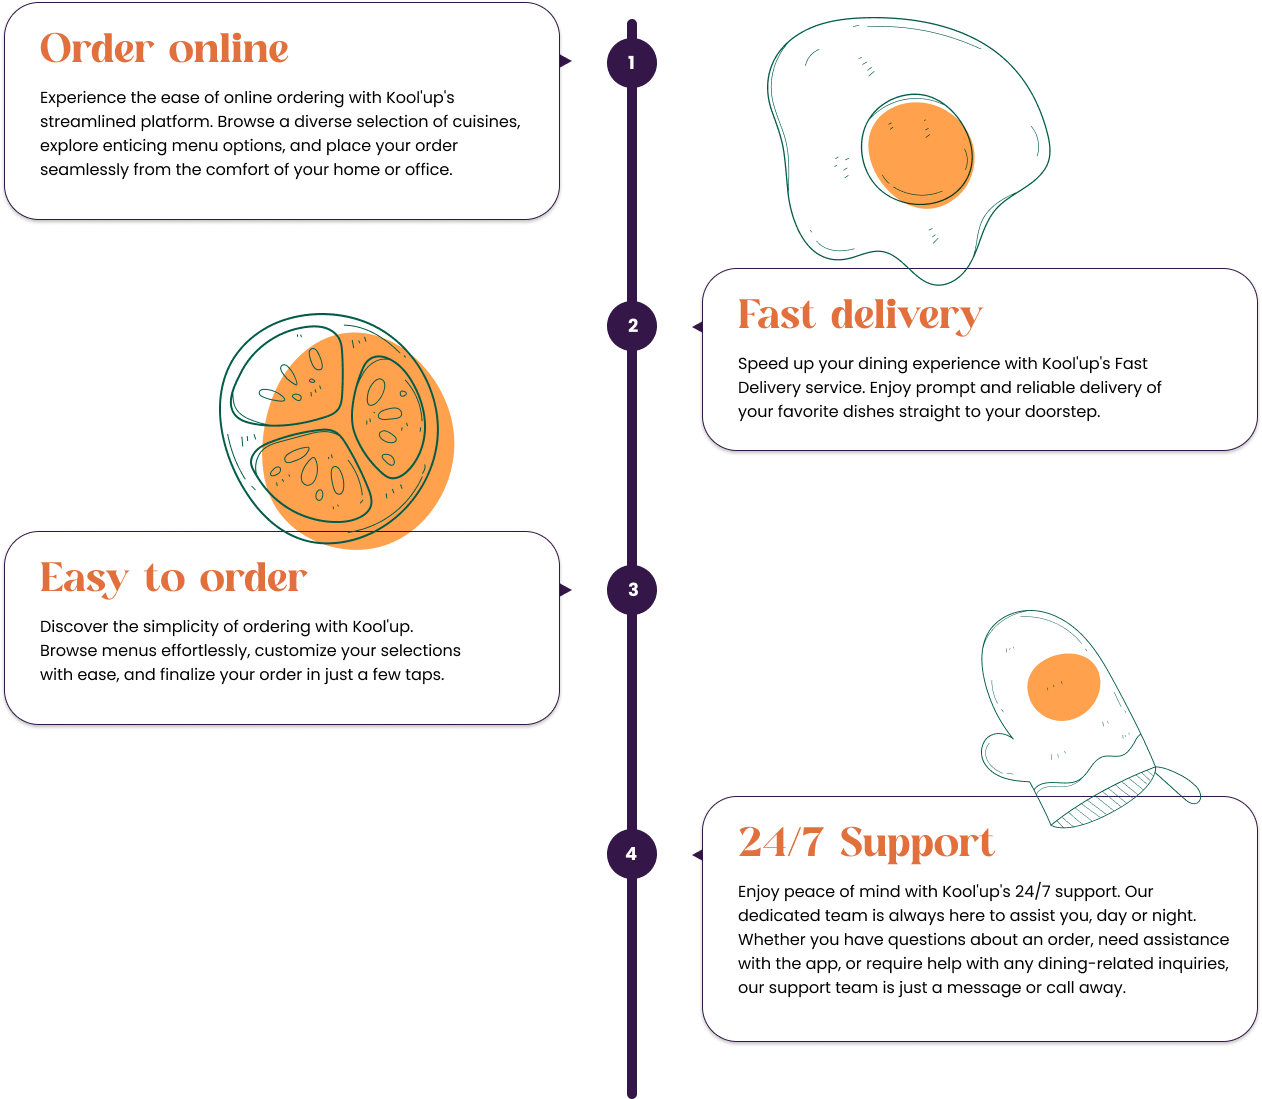 Order online
Experience the ease of online ordering with Kool'up's
streamlined platform. Browse a diverse selection of cuisines,
explore enticing menu options, and place your order
seamlessly from the comfort of your home or office.
1
2
Fast delivery
Speed up your dining experience with Kool'up's Fast
Delivery service. Enjoy prompt and reliable delivery of
your favorite dishes straight to your doorstep.
Easy to order
Discover the simplicity of ordering with Kool'up.
Browse menus effortlessly, customize your selections
with ease, and finalize your order in just a few taps.
3
4
24/7 Support
Enjoy peace of mind with Kool'up's 24/7 support. Our
dedicated team is always here to assist you, day or night.
Whether you have questions about an order, need assistance
with the app, or require help with any dining-related inquiries,
our support team is just a message or call away.